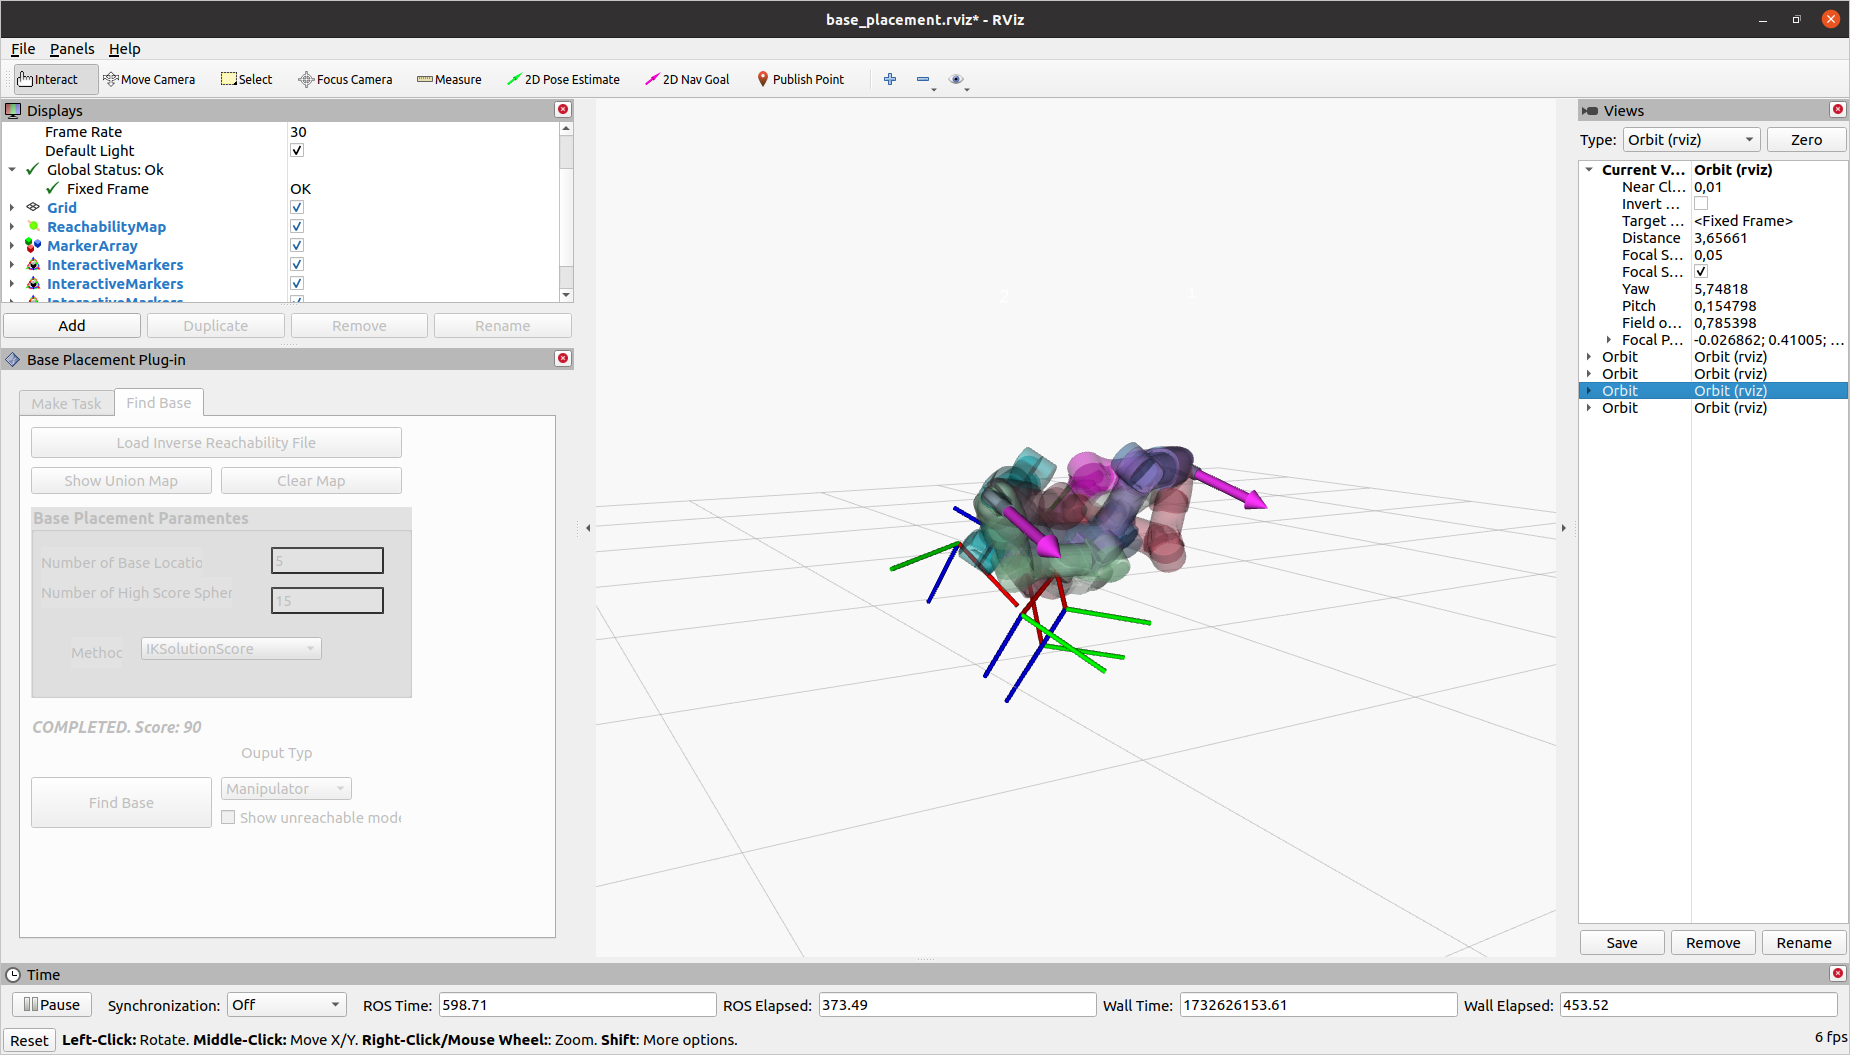 base_placement.rviz* - RViz
File Panels Help
Interact Move Camera Select Focus Camera Measure 2D Pose Estimate 2D Nav Goal Publish Point
Displays
Frame Rate 30
Default Light
Global Status: Ok
Fixed Frame OK
Grid
ReachabilityMap
MarkerArray
InteractiveMarkers
InteractiveMarkers
InteractiveMarkers
Add Duplicate Remove Rename
Base Placement Plug-in
Make Task Find Base
Load Inverse Reachability File
Show Union Map Clear Map
Base Placement Paramentes
Number of Base Locatio 5
Number of High Score Spher 15
Method IKSolutionScore
COMPLETED. Score: 90
Ouput Typ
Find Base Manipulator
Show unreachable mode
2 1
Views
Type: Orbit (rviz) Zero
Current V... Orbit (rviz)
Near Cl... 0,01
Invert ...
Target ... <Fixed Frame>
Distance 3,65661
Focal S... 0,05
Focal S...
Yaw 5,74818
Pitch 0,154798
Field o... 0,785398
Focal P... -0.026862; 0.41005; ...
Orbit Orbit (rviz)
Orbit Orbit (rviz)
Orbit Orbit (rviz)
Orbit Orbit (rviz)
Save Remove Rename
Time
Pause Synchronization: Off ROS Time: 598.71 ROS Elapsed: 373.49 Wall Time: 1732626153.61 Wall Elapsed: 453.52
Reset Left-Click: Rotate. Middle-Click: Move X/Y. Right-Click/Mouse Wheel:: Zoom. Shift: More options. 6 fps